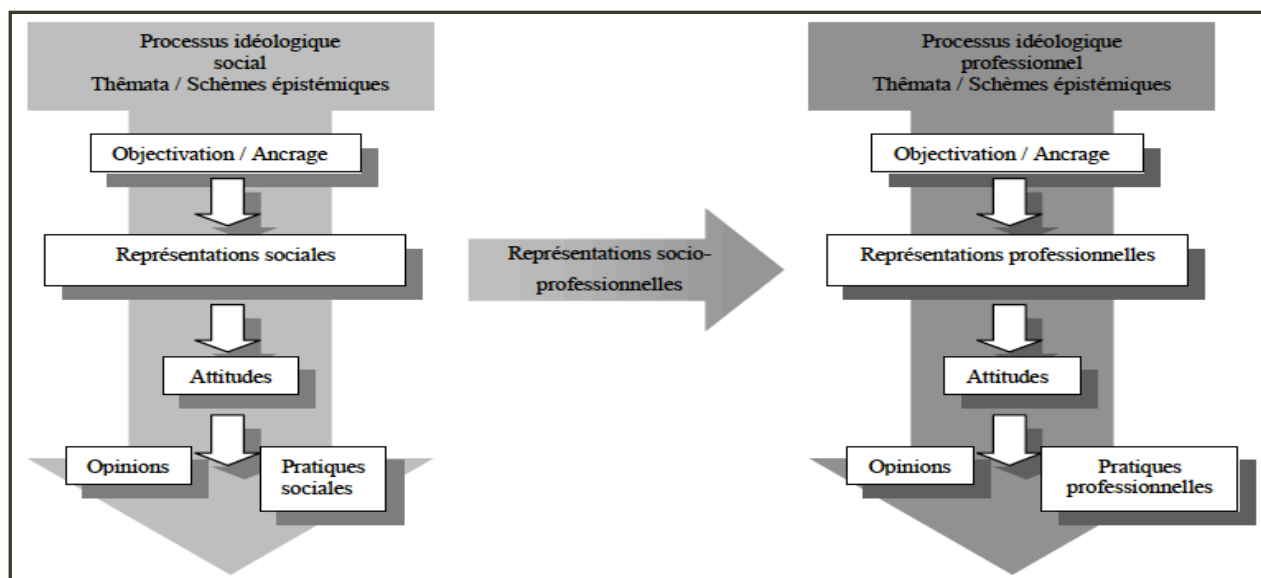 Processus idéologique
social
Thêmata / Schèmes épistémiques
Objectivation / Ancrage
Représentations sociales
Attitudes
Opinions
Pratiques
sociales
Représentations socio-
professionnelles
Processus idéologique
professionnel
Thêmata / Schèmes épistémiques
Objectivation / Ancrage
Représentations professionnelles
Attitudes
Opinions
Pratiques
professionnelles